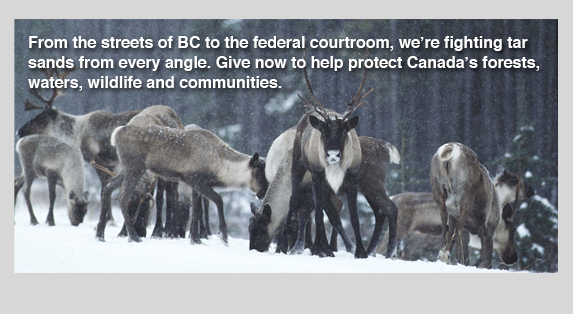 From the streets of BC to the federal courtroom, we’re fighting tar
sands from every angle. Give now to help protect Canada’s forests,
waters, wildlife and communities.